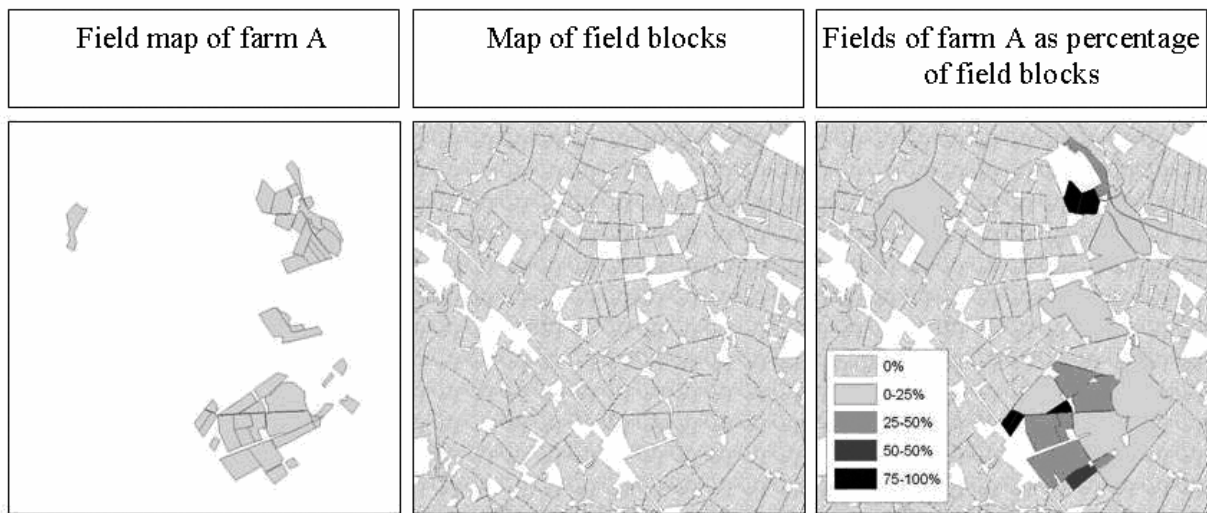 Field map of farm A
Map of field blocks
Fields of farm A as percentage
of field blocks
0%
0-25%
25-50%
50-50%
75-100%